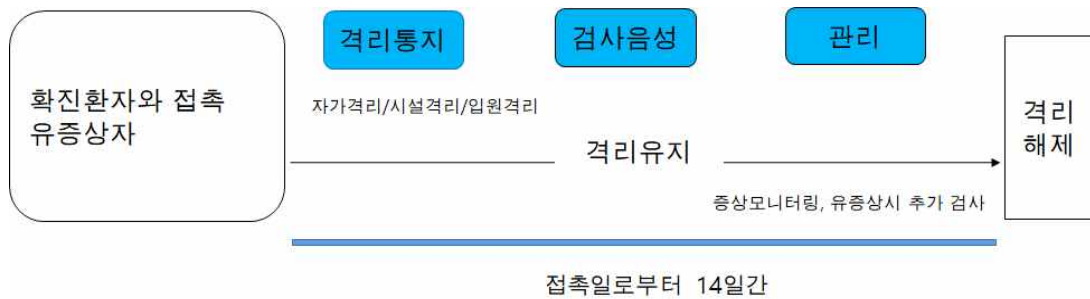 격리통지
검사음성
관리
확진환자와 접촉
유증상자
자가격리/시설격리/입원격리
격리유지
증상모니터링, 유증상시 추가 검사
격리
해제
접촉일로부터 14일간